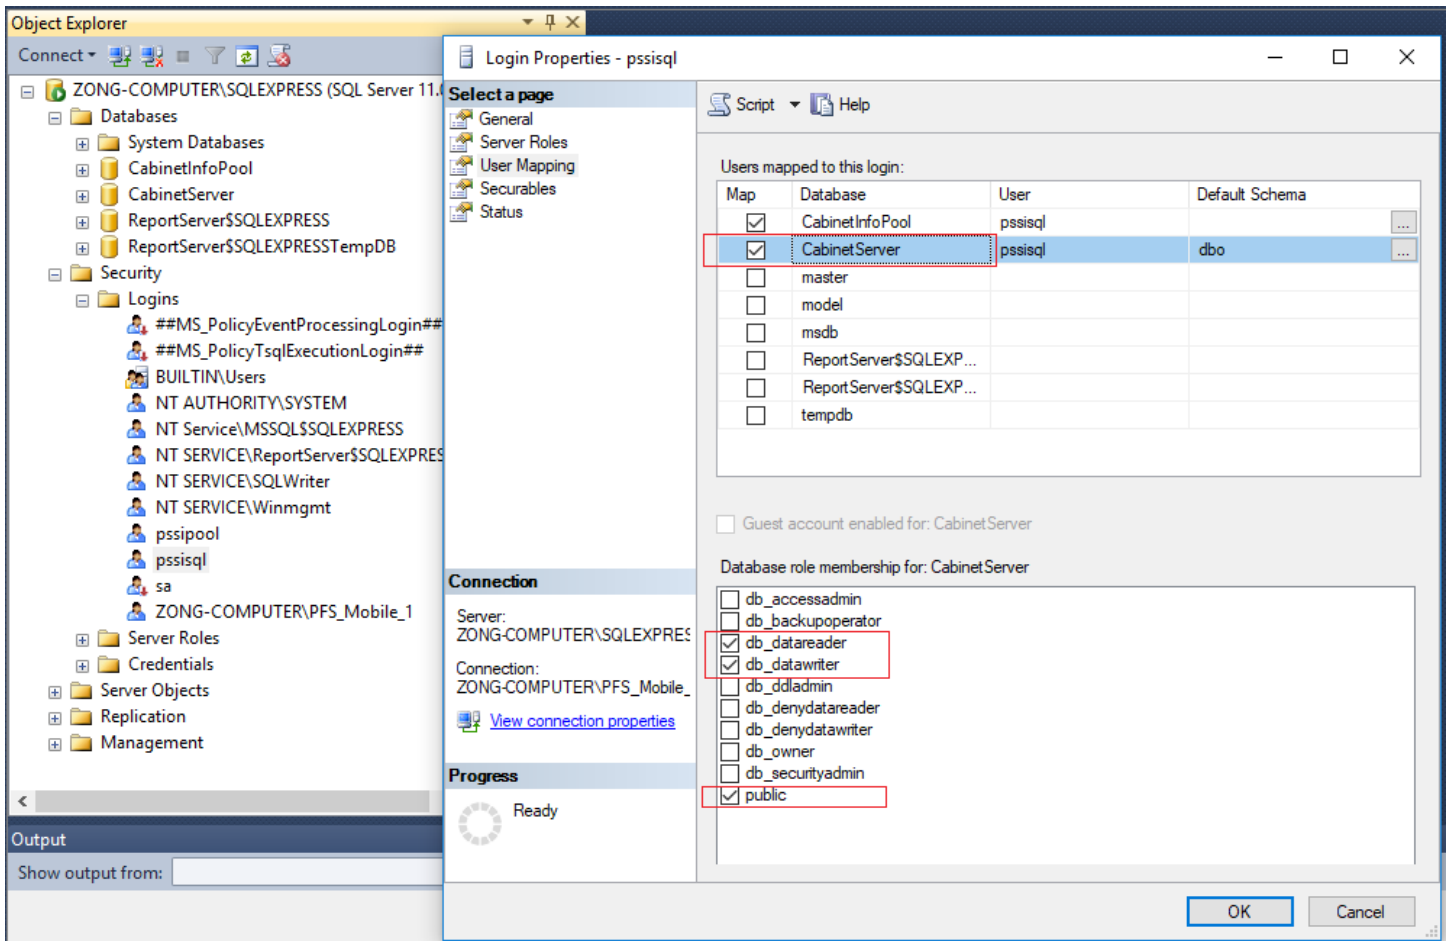 Object Explorer
Connect
ZONG-COMPUTER\SQLEXPRESS (SQL Server 11.0
Databases
System Databases
CabinetInfoPool
CabinetServer
ReportServer$SQLEXPRESS
ReportServer$SQLEXPRESSTempDB
Security
Logins
##MS_PolicyEventProcessingLogin##
##MS_PolicyTsqlExecutionLogin##
BUILTIN\Users
NT AUTHORITY\SYSTEM
NT Service\MSSQL$SQLEXPRESS
NT SERVICE\ReportServer$SQLEXPRES
NT SERVICE\SQLWriter
NT SERVICE\Winmgmt
pssipool
pssisql
sa
ZONG-COMPUTER\PFS_Mobile_1
Server Roles
Credentials
Server Objects
Replication
Management
Output
Show output from:
Login Properties - pssisql
Select a page
General
Server Roles
User Mapping
Securables
Status
Connection
Server:
ZONG-COMPUTER\SQLEXPRES
Connection:
ZONG-COMPUTER\PFS_Mobile_
View connection properties
Progress
Ready
Script Help
Users mapped to this login:
Map Database User Default Schema
CabinetInfoPool pssisql ...
CabinetServer pssisql dbo ...
master
model
msdb
ReportServer$SQLEXP...
ReportServer$SQLEXP...
tempdb
Guest account enabled for: CabinetServer
Database role membership for: CabinetServer
db_accessadmin
db_backupoperator
db_datareader
db_datawriter
db_ddladmin
db_denydatareader
db_denydatawriter
db_owner
db_securityadmin
public
OK Cancel